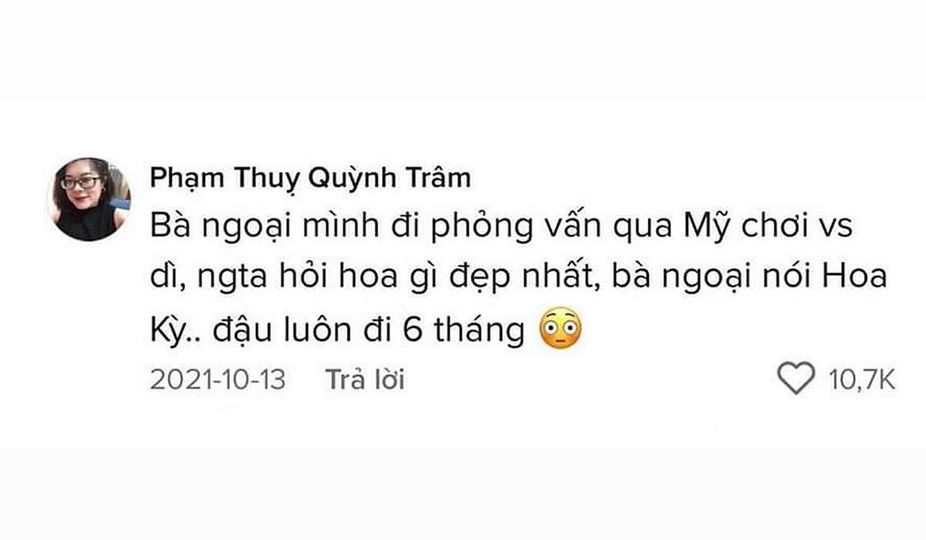 Phạm Thuỵ Quỳnh Trâm
Bà ngoại mình đi phỏng vấn qua Mỹ chơi vs
dì, ngta hỏi hoa gì đẹp nhất, bà ngoại nói Hoa
Kỳ.. đậu luôn đi 6 tháng 😳
2021-10-13 Trả lời 10,7K